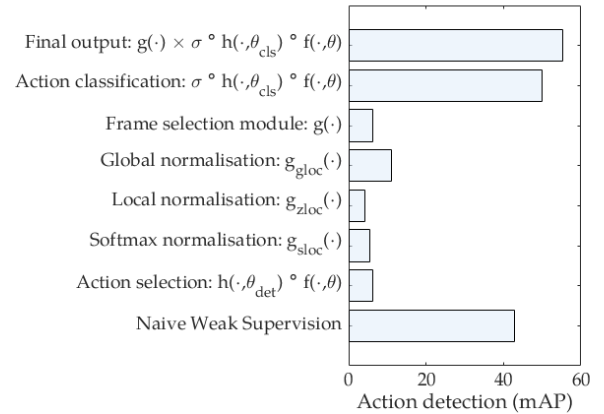 Final output: g(·) × σ ∘ h(·,θcls) ∘ f(·,θ)
Action classification: σ ∘ h(·,θcls) ∘ f(·,θ)
Frame selection module: g(·)
Global normalisation: ggloc(·)
Local normalisation: gzloc(·)
Softmax normalisation: gsloc(·)
Action selection: h(·,θdet) ∘ f(·,θ)
Naive Weak Supervision
0 20 40 60
Action detection (mAP)